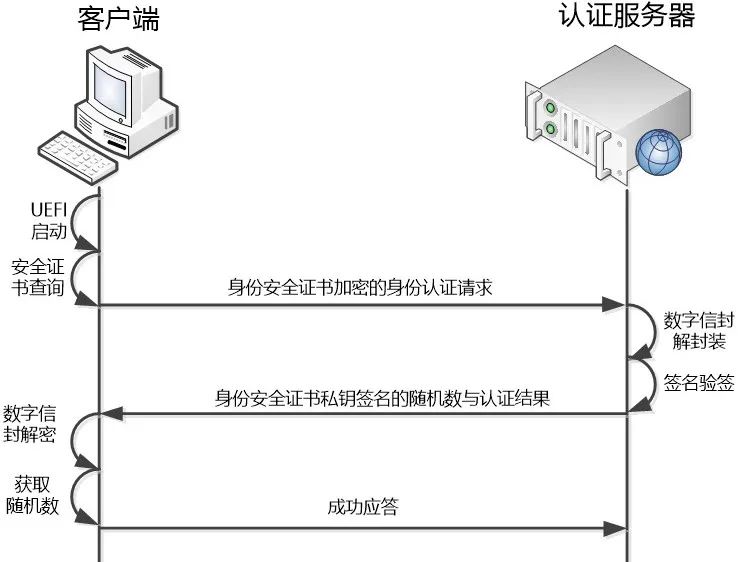 客户端
认证服务器
UEFI
启动
安全证
书查询
身份安全证书加密的身份认证请求
数字信封
解封装
签名验签
身份安全证书私钥签名的随机数与认证结果
数字信
封解密
获取
随机数
成功应答